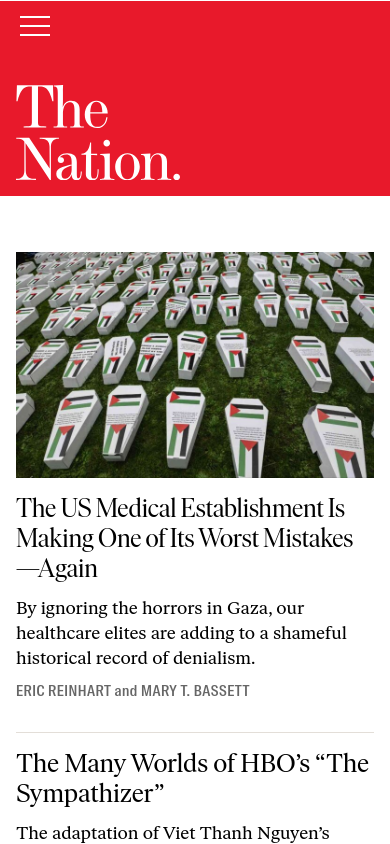 The
Nation.
The US Medical Establishment Is
Making One of Its Worst Mistakes
—Again
By ignoring the horrors in Gaza, our
healthcare elites are adding to a shameful
historical record of denialism.
ERIC REINHART and MARY T. BASSETT
The Many Worlds of HBO’s “The
Sympathizer”
The adaptation of Viet Thanh Nguyen’s